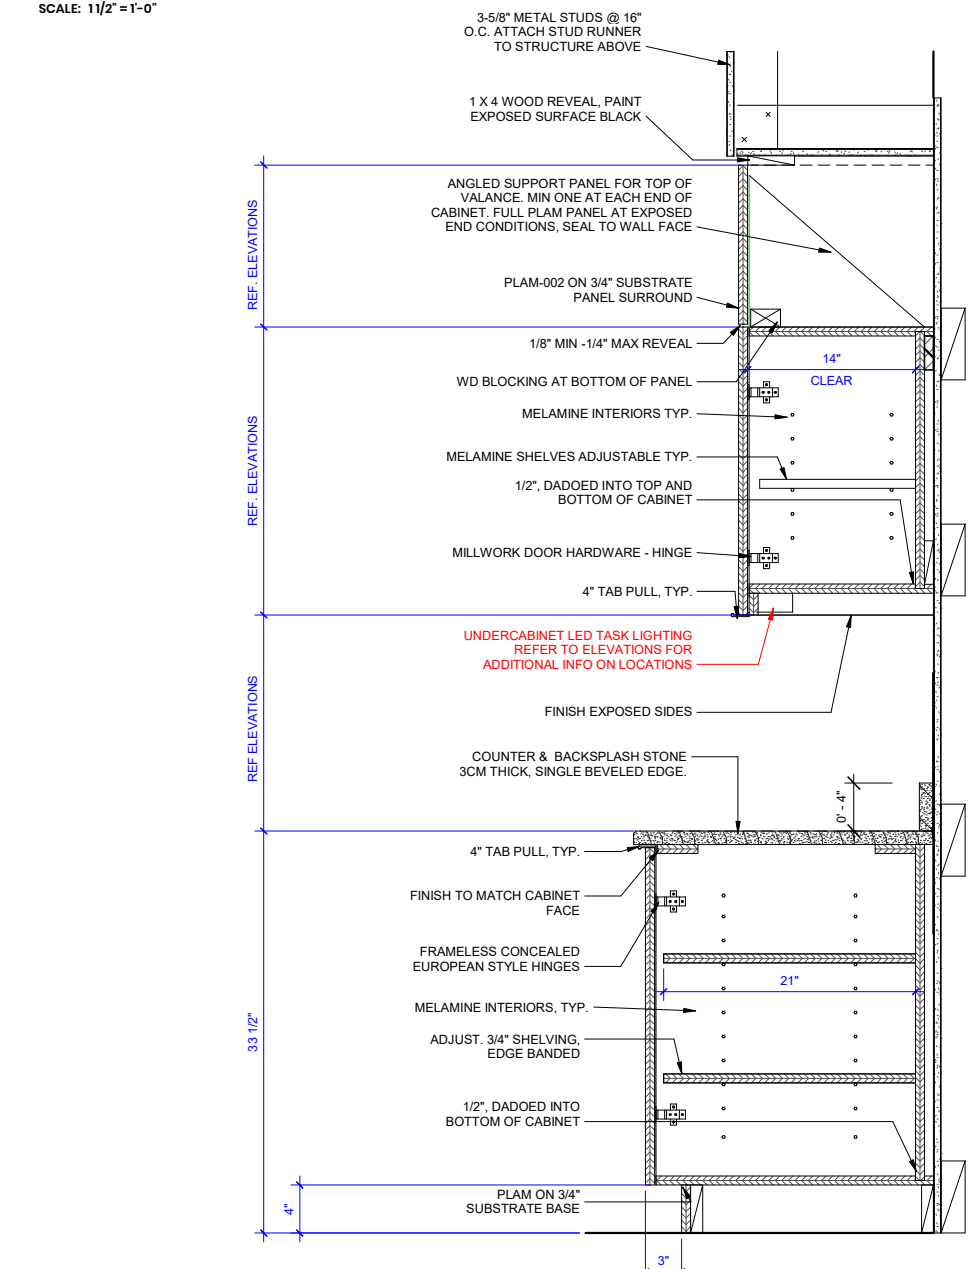 SCALE: 1 1/2" = 1'-0"
3-5/8" METAL STUDS @ 16"
O.C. ATTACH STUD RUNNER
TO STRUCTURE ABOVE
1 X 4 WOOD REVEAL, PAINT
EXPOSED SURFACE BLACK
ANGLED SUPPORT PANEL FOR TOP OF
VALANCE. MIN ONE AT EACH END OF
CABINET. FULL PLAM PANEL AT EXPOSED
END CONDITIONS, SEAL TO WALL FACE
REF. ELEVATIONS
PLAM-002 ON 3/4" SUBSTRATE
PANEL SURROUND
1/8" MIN -1/4" MAX REVEAL
14"
CLEAR
WD BLOCKING AT BOTTOM OF PANEL
MELAMINE INTERIORS TYP.
REF. ELEVATIONS
MELAMINE SHELVES ADJUSTABLE TYP.
1/2", DADOED INTO TOP AND
BOTTOM OF CABINET
MILLWORK DOOR HARDWARE - HINGE
4" TAB PULL, TYP.
UNDERCABINET LED TASK LIGHTING
REFER TO ELEVATIONS FOR
ADDITIONAL INFO ON LOCATIONS
FINISH EXPOSED SIDES
REF ELEVATIONS
COUNTER & BACKSPLASH STONE
3CM THICK, SINGLE BEVELED EDGE.
0' - 4"
4" TAB PULL, TYP.
FINISH TO MATCH CABINET
FACE
FRAMELESS CONCEALED
EUROPEAN STYLE HINGES
21"
MELAMINE INTERIORS, TYP.
33 1/2"
ADJUST. 3/4" SHELVING,
EDGE BANDED
1/2", DADOED INTO
BOTTOM OF CABINET
PLAM ON 3/4"
SUBSTRATE BASE
4"
3"